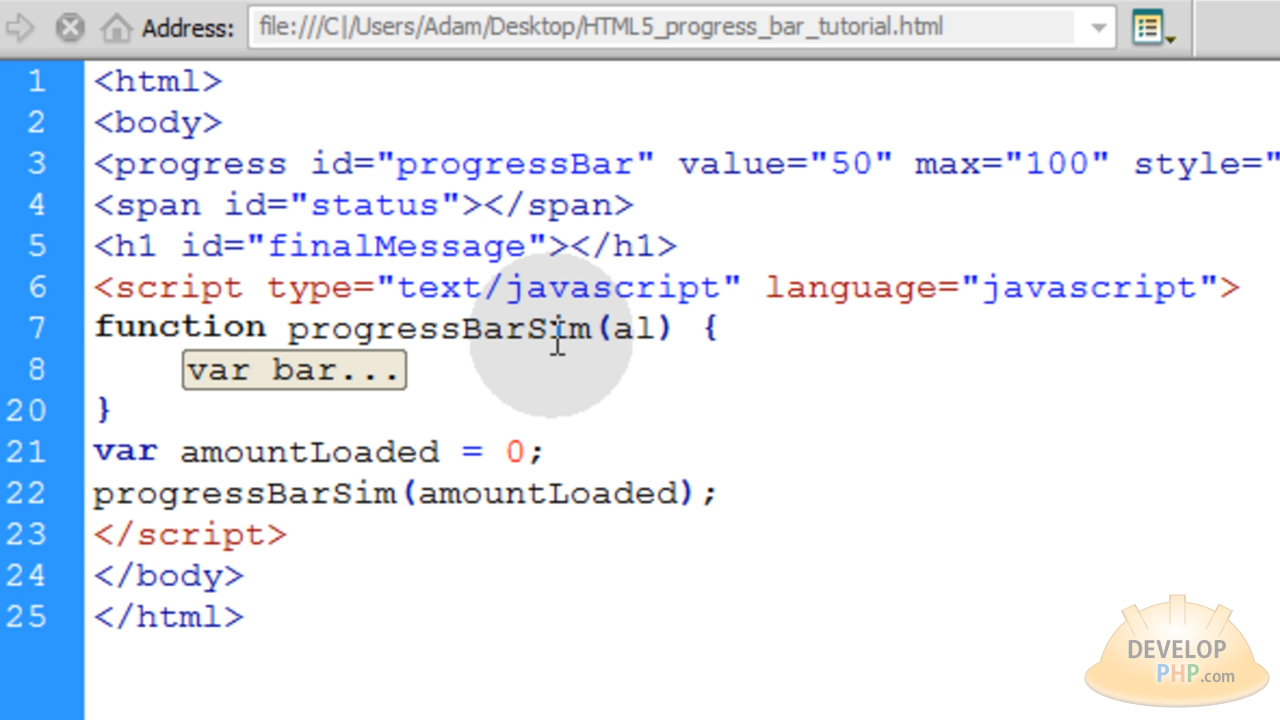 Address: file:///C|/Users/Adam/Desktop/HTML5_progress_bar_tutorial.html
1 <html>
2 <body>
3 <progress id="progressBar" value="50" max="100" style="
4 <span id="status"></span>
5 <h1 id="finalMessage"></h1>
6 <script type="text/javascript" language="javascript">
7 function progressBarSim(al) {
8 var bar...
20 }
21 var amountLoaded = 0;
22 progressBarSim(amountLoaded);
23 </script>
24 </body>
25 </html>
DEVELOP
PHP.com